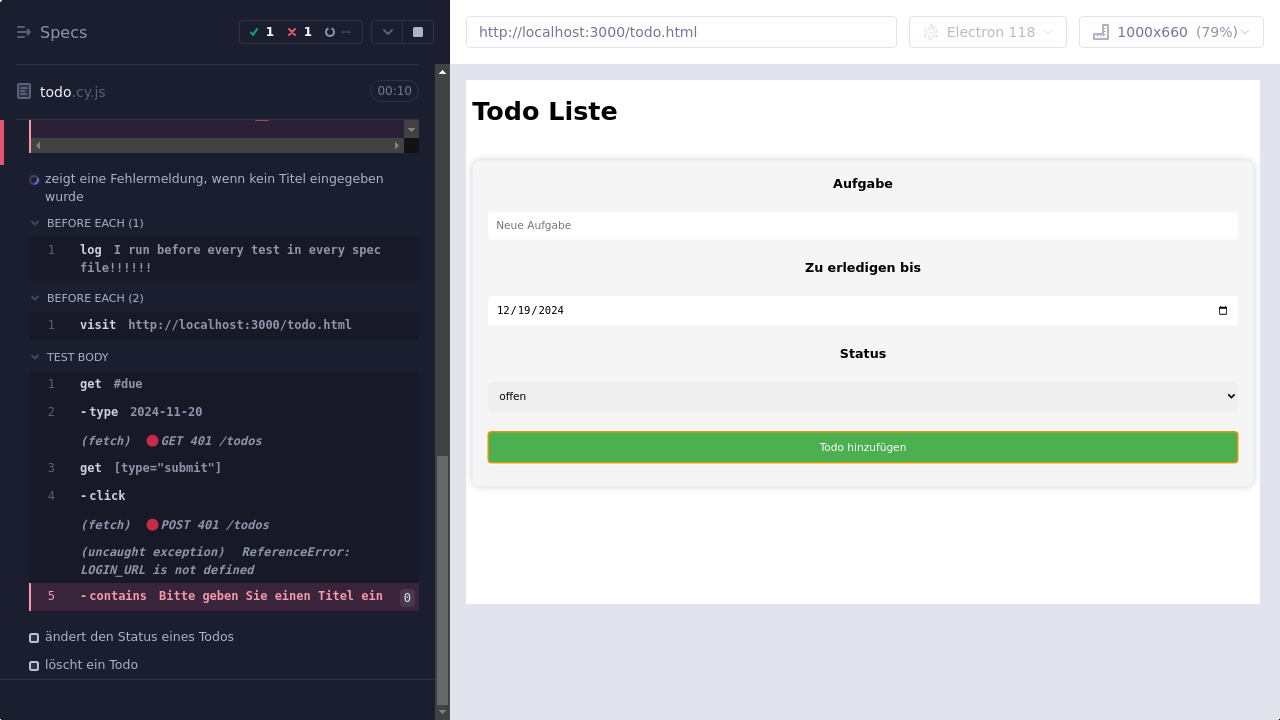 Specs
1 1 --
todo.cy.js 00:10
zeigt eine Fehlermeldung, wenn kein Titel eingegeben
wurde
BEFORE EACH (1)
1 log I run before every test in every spec
file!!!!!!
BEFORE EACH (2)
1 visit http://localhost:3000/todo.html
TEST BODY
1 get #due
2 -type 2024-11-20
(fetch) GET 401 /todos
3 get [type="submit"]
4 -click
(fetch) POST 401 /todos
(uncaught exception) ReferenceError:
LOGIN_URL is not defined
5 -contains Bitte geben Sie einen Titel ein 0
ändert den Status eines Todos
löscht ein Todo
http://localhost:3000/todo.html
Electron 118
1000x660 (79%)
Todo Liste
Aufgabe
Neue Aufgabe
Zu erledigen bis
12/19/2024
Status
offen
Todo hinzufügen